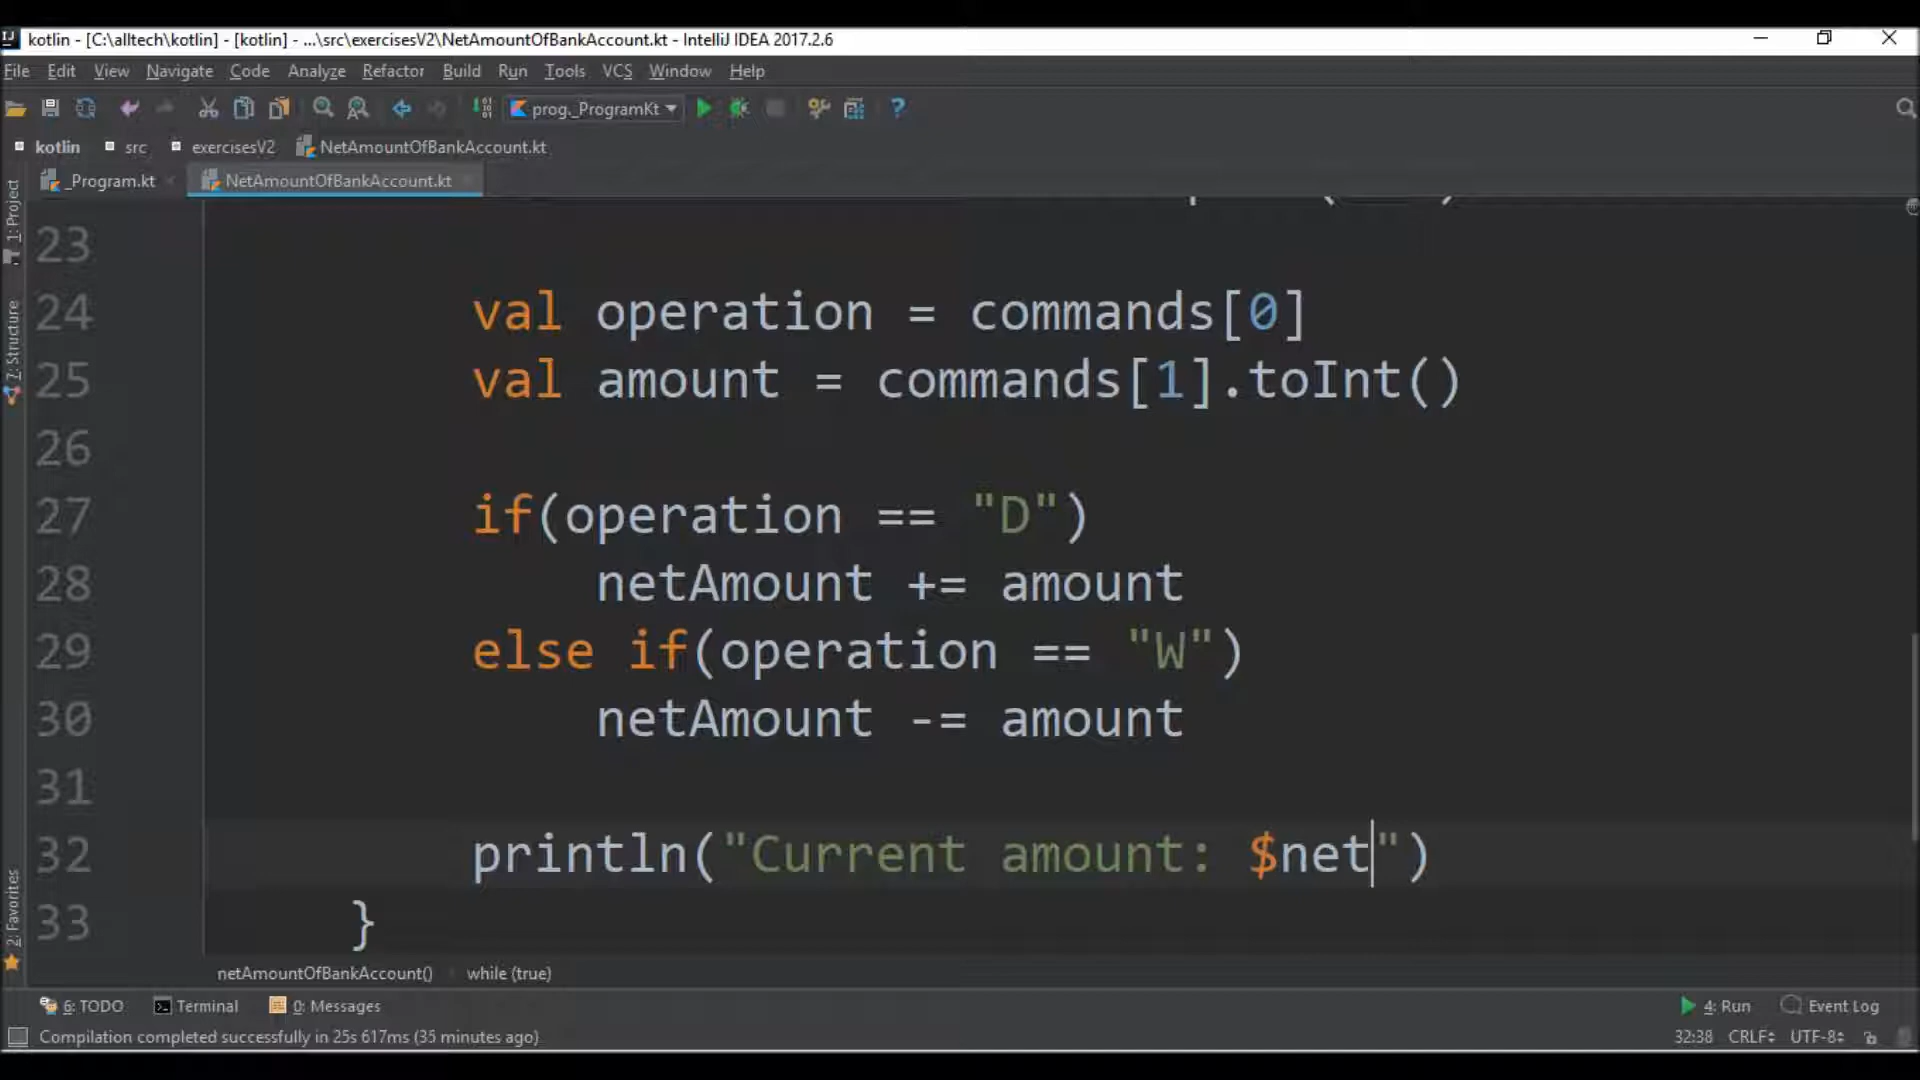 kotlin - [C:\alltech\kotlin] - [kotlin] - ...\src\exercisesV2\NetAmountOfBankAccount.kt - IntelliJ IDEA 2017.2.6
File Edit View Navigate Code Analyze Refactor Build Run Tools VCS Window Help
prog._ProgramKt
kotlin src exercisesV2 NetAmountOfBankAccount.kt
_Program.kt NetAmountOfBankAccount.kt
1: Project
7: Structure
2: Favorites
23
24 val operation = commands[0]
25 val amount = commands[1].toInt()
26
27 if(operation == "D")
28 netAmount += amount
29 else if(operation == "W")
30 netAmount -= amount
31
32 println("Current amount: $net")
33 }
netAmountOfBankAccount() while (true)
6: TODO Terminal 0: Messages 4: Run Event Log
Compilation completed successfully in 25s 617ms (35 minutes ago) 32:38 CRLF UTF-8